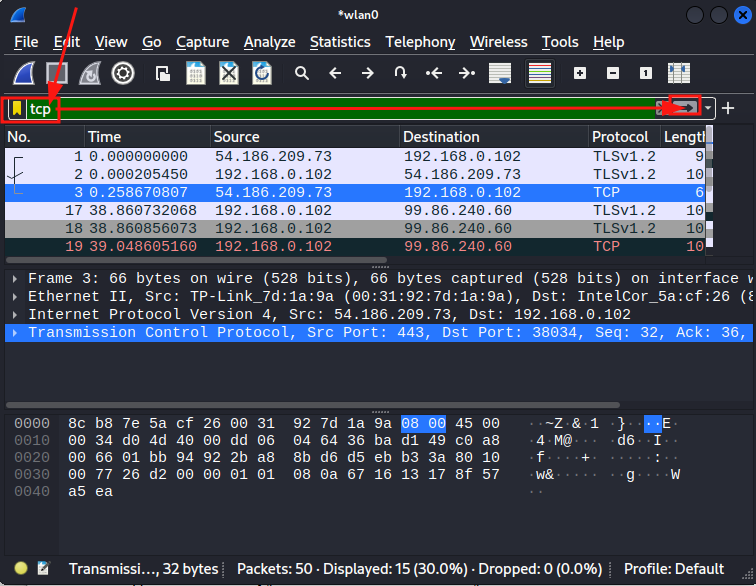 *wlan0
File Edit View Go Capture Analyze Statistics Telephony Wireless Tools Help
tcp
No. Time Source Destination Protocol Length
1 0.000000000 54.186.209.73 192.168.0.102 TLSv1.2 9
2 0.000205450 192.168.0.102 54.186.209.73 TLSv1.2 10
3 0.258670807 54.186.209.73 192.168.0.102 TCP 6
17 38.860732068 192.168.0.102 99.86.240.60 TLSv1.2 10
18 38.860856073 192.168.0.102 99.86.240.60 TLSv1.2 10
19 39.048605160 192.168.0.102 99.86.240.60 TCP 10
Frame 3: 66 bytes on wire (528 bits), 66 bytes captured (528 bits) on interface w
Ethernet II, Src: TP-Link_7d:1a:9a (00:31:92:7d:1a:9a), Dst: IntelCor_5a:cf:26 (8
Internet Protocol Version 4, Src: 54.186.209.73, Dst: 192.168.0.102
Transmission Control Protocol, Src Port: 443, Dst Port: 38034, Seq: 32, Ack: 36,
0000 8c b8 7e 5a cf 26 00 31 92 7d 1a 9a 08 00 45 00 ··~Z·&·1 ·}····E·
0010 00 34 d0 4d 40 00 dd 06 04 64 36 ba d1 49 c0 a8 ·4·M@··· ·d6··I··
0020 00 66 01 bb 94 92 2b a8 8b d6 d5 eb b3 3a 80 10 ·f····+· ·····:··
0030 00 77 26 d2 00 00 01 01 08 0a 67 16 13 17 8f 57 ·w&····· ··g····W
0040 a5 ea ··
Transmissi…, 32 bytes Packets: 50 · Displayed: 15 (30.0%) · Dropped: 0 (0.0%) Profile: Default